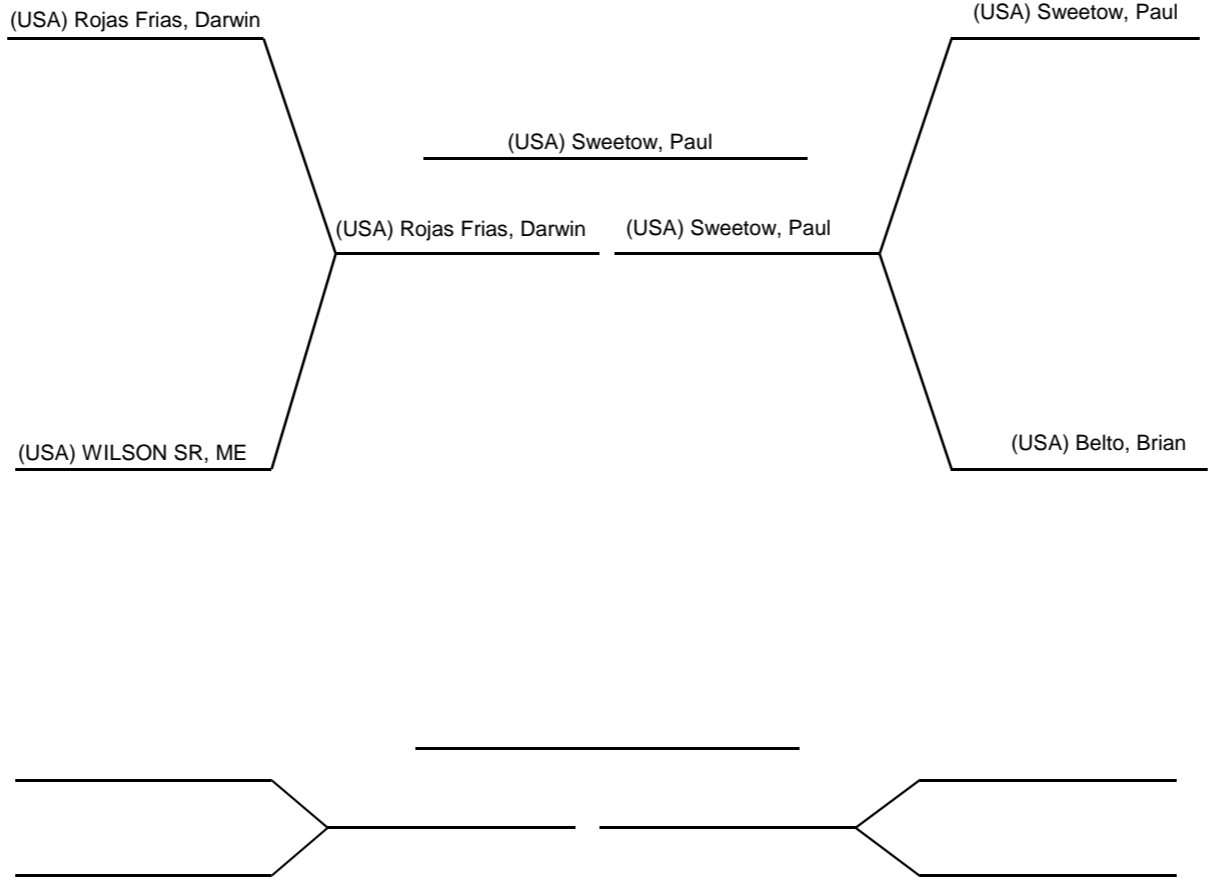 (USA) Rojas Frias, Darwin
(USA) Sweetow, Paul
(USA) Sweetow, Paul
(USA) Rojas Frias, Darwin
(USA) Sweetow, Paul
(USA) WILSON SR, ME
(USA) Belto, Brian